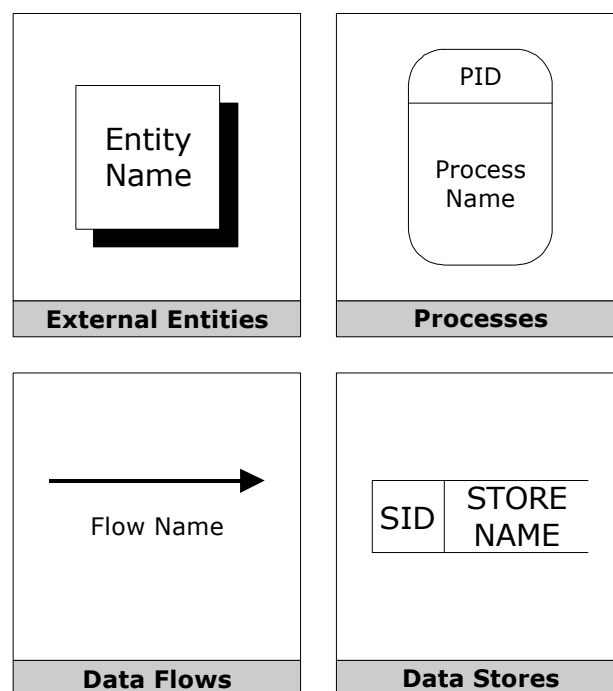 Entity
Name
External Entities
PID
Process
Name
Processes
Flow Name
Data Flows
SID
STORE
NAME
Data Stores